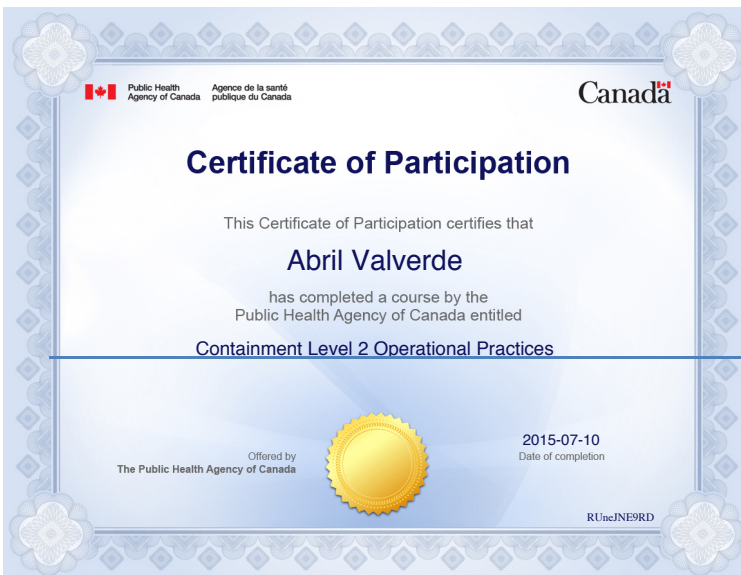 Public Health Agence de la santé
Agency of Canada publique du Canada
Canada
Certificate of Participation
This Certificate of Participation certifies that
Abril Valverde
has completed a course by the
Public Health Agency of Canada entitled
Containment Level 2 Operational Practices
Offered by
The Public Health Agency of Canada
2015-07-10
Date of completion
RUneJNE9RD